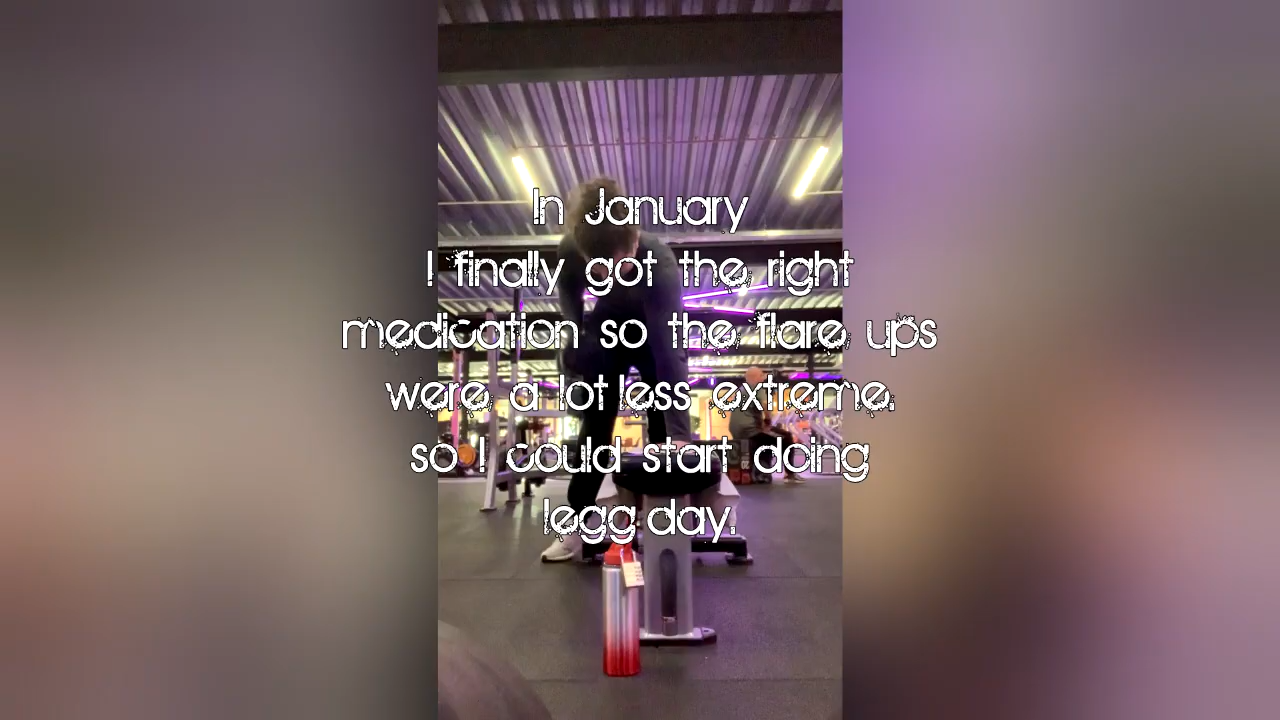 In January
I finally got the right
medication so the flare ups
were a lot less extreme.
so I could start doing
legg day.